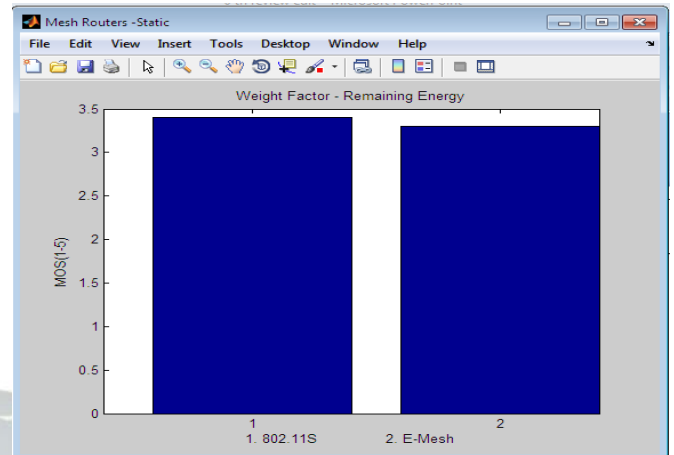 Mesh Routers -Static
File Edit View Insert Tools Desktop Window Help
Weight Factor - Remaining Energy
3.5
3
2.5
2
1.5
1
0.5
0
MOS(1-5)
1 2
1. 802.11S 2. E-Mesh